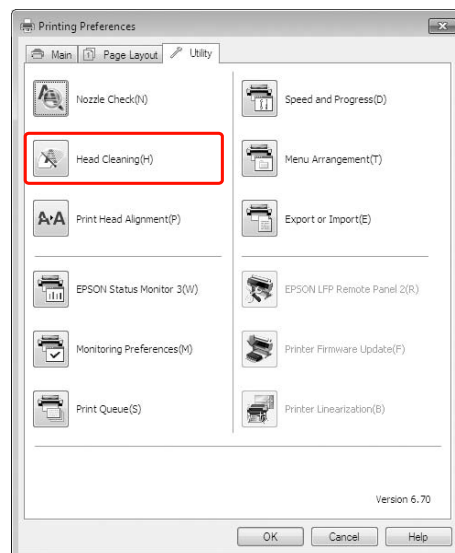 Printing Preferences
Main
Page Layout
Utility
Nozzle Check(N)
Speed and Progress(D)
Head Cleaning(H)
Menu Arrangement(T)
Print Head Alignment(P)
Export or Import(E)
EPSON Status Monitor 3(W)
EPSON LFP Remote Panel 2(R)
Monitoring Preferences(M)
Printer Firmware Update(F)
Print Queue(S)
Printer Linearization(B)
Version 6.70
OK
Cancel
Help